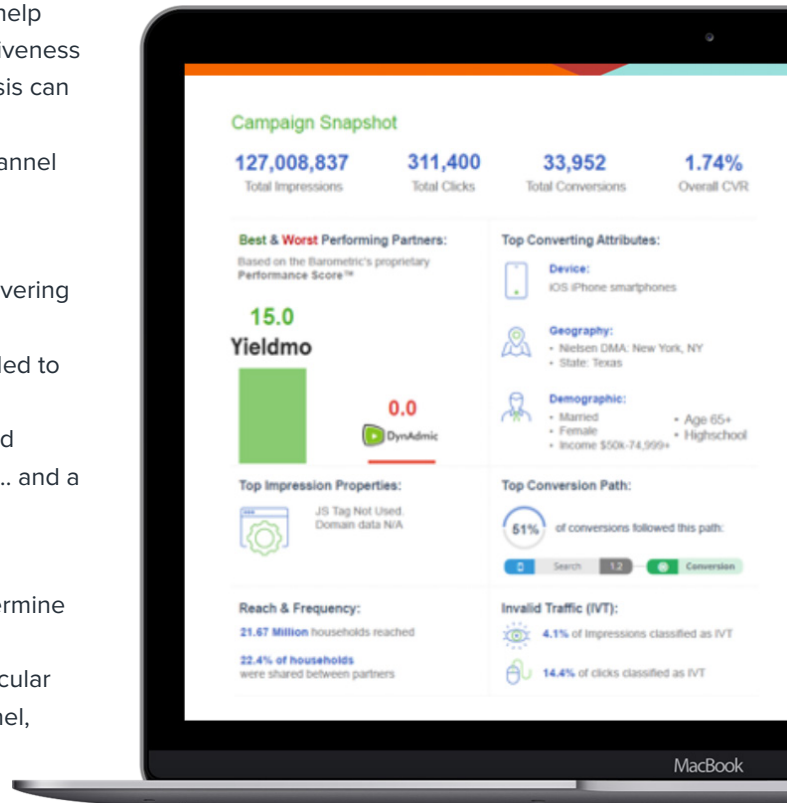 help
iveness
sis can
annel
vering
led to
d
... and a
ermine
cular
nel,
Campaign Snapshot
127,008,837 311,400 33,952 1.74%
Total Impressions Total Clicks Total Conversions Overall CVR
Best & Worst Performing Partners:
Based on the Barometric's proprietary
Performance Score™
15.0
Yieldmo
0.0
DynAdmic
Top Converting Attributes:
Device:
iOS iPhone smartphones
Geography:
• Nielsen DMA: New York, NY
• State: Texas
Demographic:
• Married
• Female
• Income $50K-74,999+
• Age 65+
• Highschool
Top Impression Properties:
JS Tag Not Used.
Domain data N/A
Top Conversion Path:
51% of conversions followed this path:
Search 1.2 Conversion
Reach & Frequency:
21.67 Million households reached
22.4% of households
were shared between partners
Invalid Traffic (IVT):
4.1% of Impressions classified as IVT
14.4% of clicks classified as IVT
MacBook